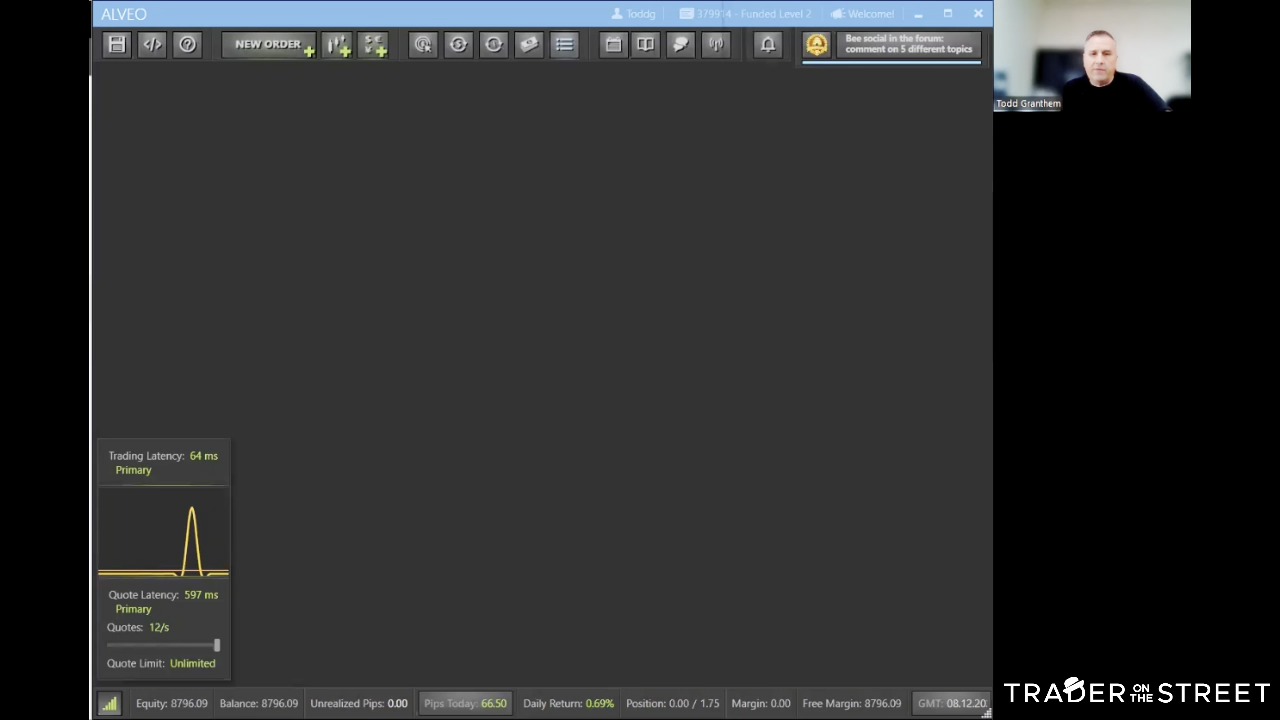 ALVEO
Toddg
379914 - Funded Level 2
Welcome!
NEW ORDER
Bee social in the forum:
comment on 5 different topics
Todd Granthem
Trading Latency: 64 ms
Primary
Quote Latency: 597 ms
Primary
Quotes: 12/s
Quote Limit: Unlimited
Equity: 8796.09
Balance: 8796.09
Unrealized Pips: 0.00
Pips Today: 66.50
Daily Return: 0.69%
Position: 0.00 / 1.75
Margin: 0.00
Free Margin: 8796.09
GMT: 08.12.20
TRADER ON THE STREET